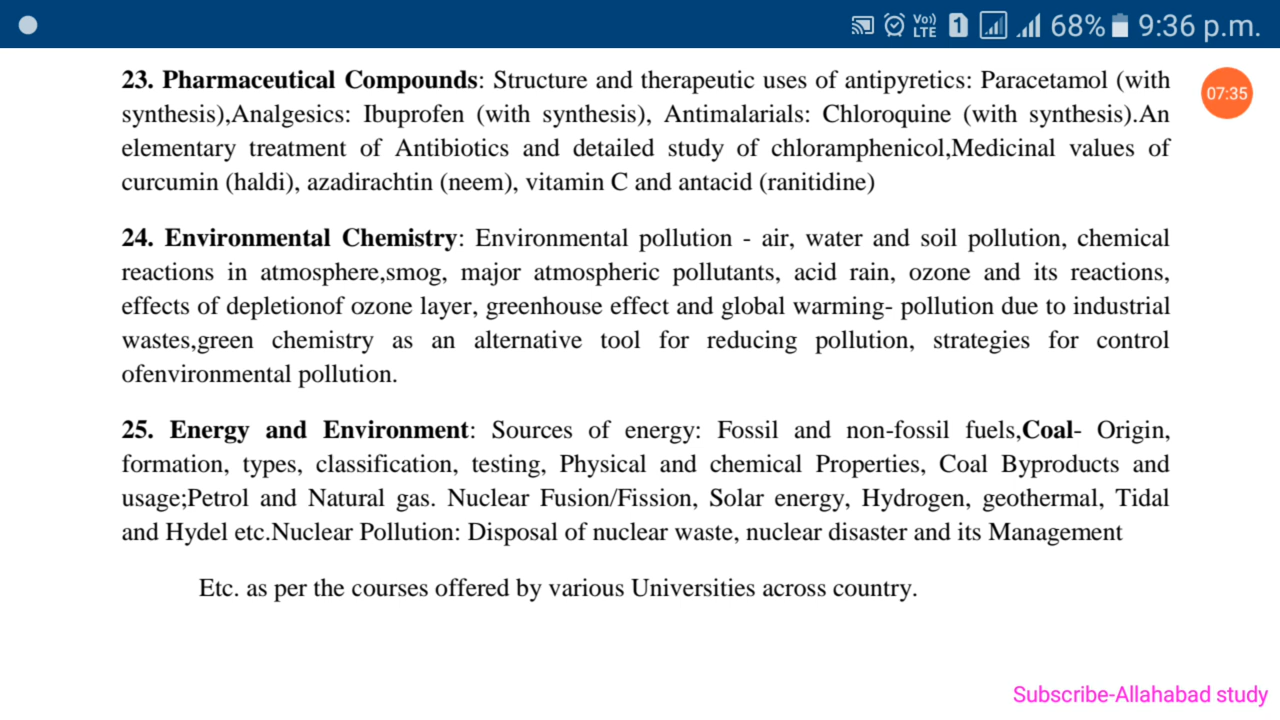 Vo))
LTE 1 68% 9:36 p.m.
23. Pharmaceutical Compounds: Structure and therapeutic uses of antipyretics: Paracetamol (with
07:35
synthesis),Analgesics: Ibuprofen (with synthesis), Antimalarials: Chloroquine (with synthesis).An
elementary treatment of Antibiotics and detailed study of chloramphenicol,Medicinal values of
curcumin (haldi), azadirachtin (neem), vitamin C and antacid (ranitidine)
24. Environmental Chemistry: Environmental pollution - air, water and soil pollution, chemical
reactions in atmosphere,smog, major atmospheric pollutants, acid rain, ozone and its reactions,
effects of depletionof ozone layer, greenhouse effect and global warming- pollution due to industrial
wastes,green chemistry as an alternative tool for reducing pollution, strategies for control
ofenvironmental pollution.
25. Energy and Environment: Sources of energy: Fossil and non-fossil fuels,Coal- Origin,
formation, types, classification, testing, Physical and chemical Properties, Coal Byproducts and
usage;Petrol and Natural gas. Nuclear Fusion/Fission, Solar energy, Hydrogen, geothermal, Tidal
and Hydel etc.Nuclear Pollution: Disposal of nuclear waste, nuclear disaster and its Management
Etc. as per the courses offered by various Universities across country.
Subscribe-Allahabad study